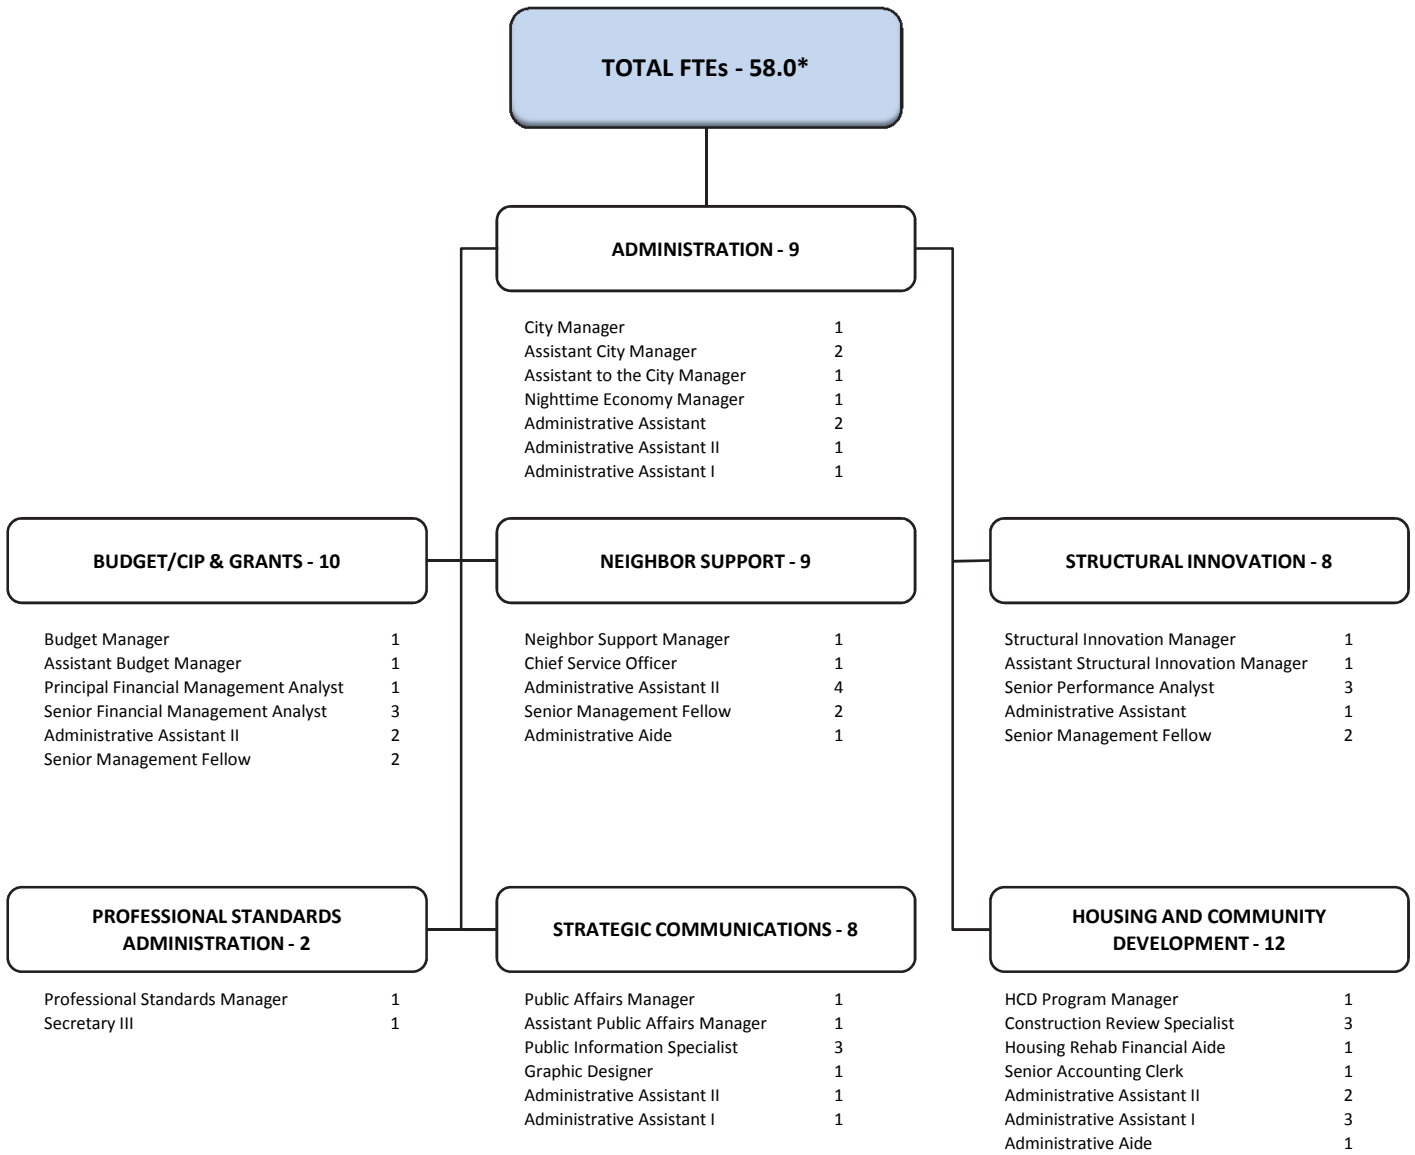 TOTAL FTEs - 58.0*
ADMINISTRATION - 9
City Manager 1
Assistant City Manager 2
Assistant to the City Manager 1
Nighttime Economy Manager 1
Administrative Assistant 2
Administrative Assistant II 1
Administrative Assistant I 1
BUDGET/CIP & GRANTS - 10
Budget Manager 1
Assistant Budget Manager 1
Principal Financial Management Analyst 1
Senior Financial Management Analyst 3
Administrative Assistant II 2
Senior Management Fellow 2
NEIGHBOR SUPPORT - 9
Neighbor Support Manager 1
Chief Service Officer 1
Administrative Assistant II 4
Senior Management Fellow 2
Administrative Aide 1
STRUCTURAL INNOVATION - 8
Structural Innovation Manager 1
Assistant Structural Innovation Manager 1
Senior Performance Analyst 3
Administrative Assistant 1
Senior Management Fellow 2
PROFESSIONAL STANDARDS
ADMINISTRATION - 2
Professional Standards Manager 1
Secretary III 1
STRATEGIC COMMUNICATIONS - 8
Public Affairs Manager 1
Assistant Public Affairs Manager 1
Public Information Specialist 3
Graphic Designer 1
Administrative Assistant II 1
Administrative Assistant I 1
HOUSING AND COMMUNITY
DEVELOPMENT - 12
HCD Program Manager 1
Construction Review Specialist 3
Housing Rehab Financial Aide 1
Senior Accounting Clerk 1
Administrative Assistant II 2
Administrative Assistant I 3
Administrative Aide 1